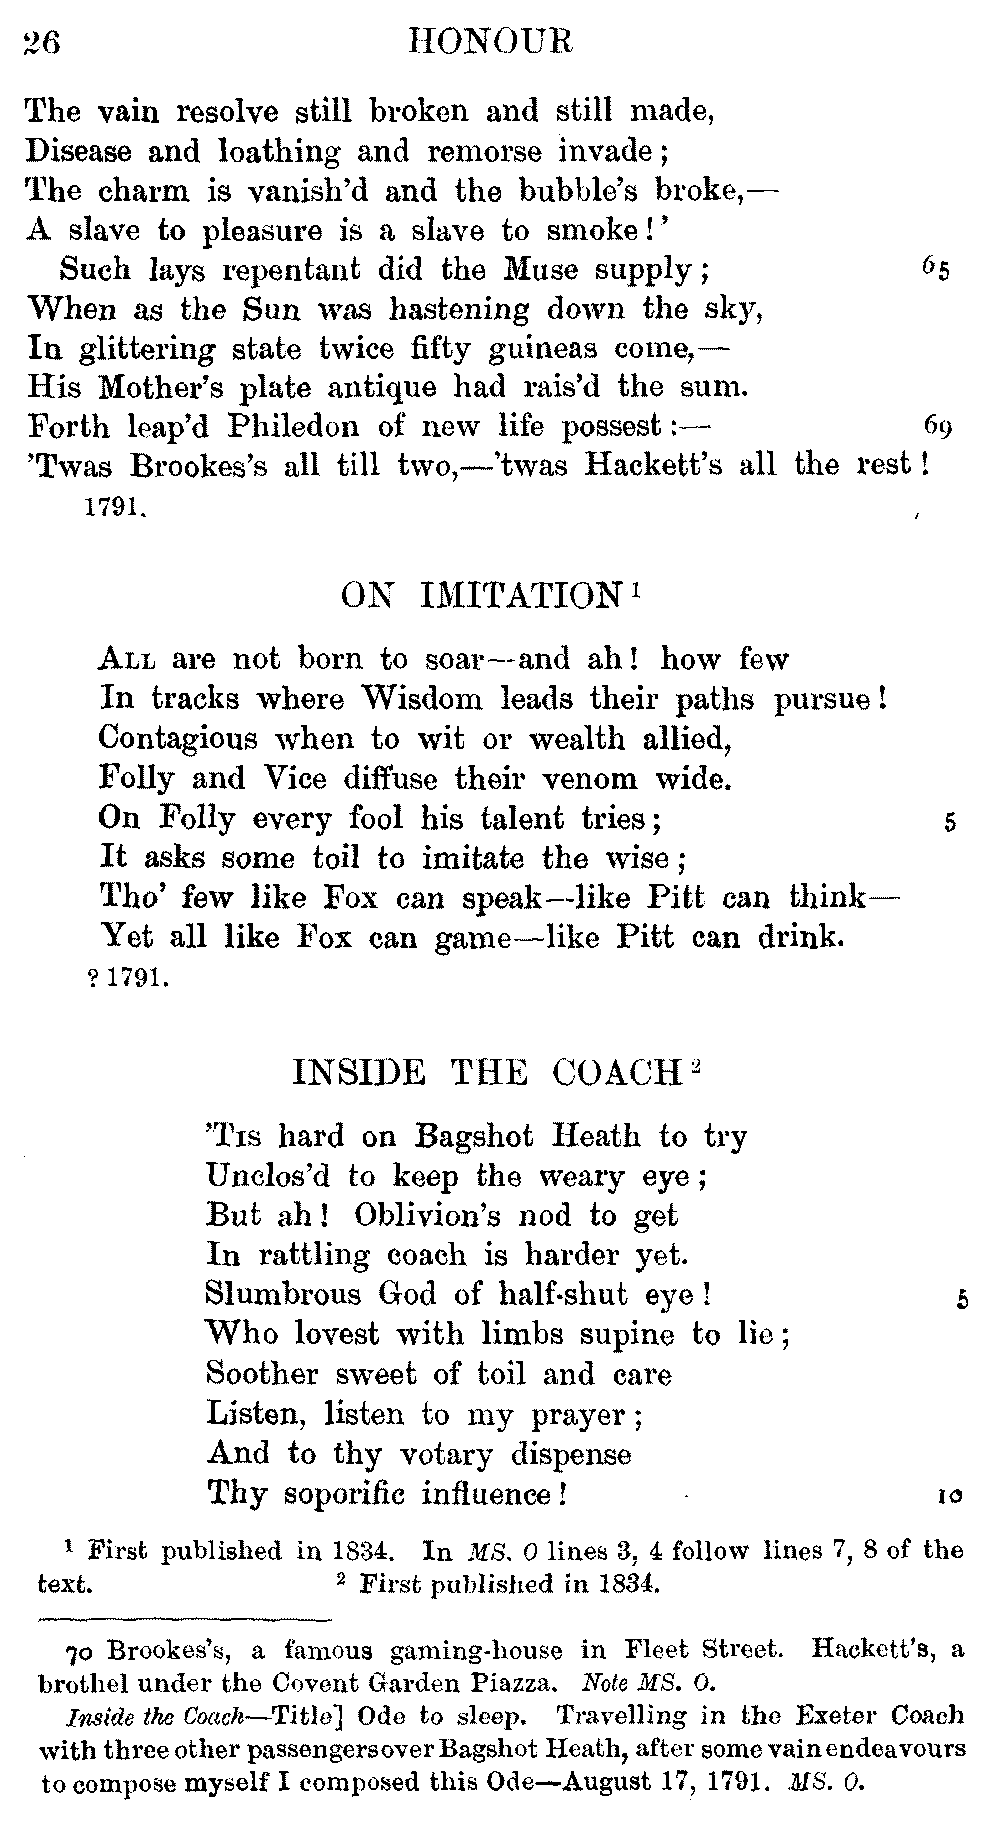 26 HONOUR
The vain resolve still broken and still made,
Disease and loathing and remorse invade;
The charm is vanish'd and the bubble's broke,—
A slave to pleasure is a slave to smoke!'
Such lays repentant did the Muse supply; 65
When as the Sun was hastening down the sky,
In glittering state twice fifty guineas come,—
His Mother's plate antique had rais'd the sum.
Forth leap'd Philedon of new life possest:— 69
'Twas Brookes's all till two,—'twas Hackett's all the rest!
1791.
ON IMITATION¹
ALL are not born to soar—and ah! how few
In tracks where Wisdom leads their paths pursue!
Contagious when to wit or wealth allied,
Folly and Vice diffuse their venom wide.
On Folly every fool his talent tries; 5
It asks some toil to imitate the wise;
Tho' few like Fox can speak—like Pitt can think—
Yet all like Fox can game—like Pitt can drink.
? 1791.
INSIDE THE COACH²
'TIS hard on Bagshot Heath to try
Unclos'd to keep the weary eye;
But ah! Oblivion's nod to get
In rattling coach is harder yet.
Slumbrous God of half-shut eye! 5
Who lovest with limbs supine to lie;
Soother sweet of toil and care
Listen, listen to my prayer;
And to thy votary dispense
Thy soporific influence! 10
¹ First published in 1834. In MS. O lines 3, 4 follow lines 7, 8 of the
text. ² First published in 1834.
70 Brookes's, a famous gaming-house in Fleet Street. Hackett's, a
brothel under the Covent Garden Piazza. Note MS. O.
Inside the Coach—Title] Ode to sleep. Travelling in the Exeter Coach
with three other passengers over Bagshot Heath, after some vain endeavours
to compose myself I composed this Ode—August 17, 1791. MS. O.